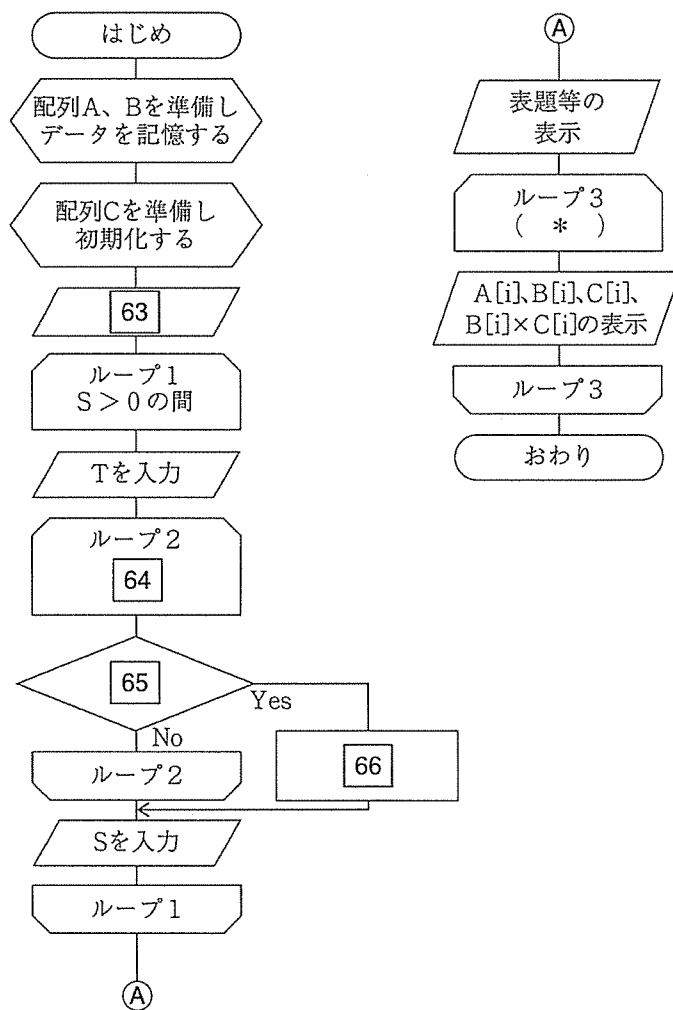 はじめ
配列A、Bを準備し
データを記憶する
配列Cを準備し
初期化する
63
ループ1
S＞0の間
Tを入力
ループ2
64
65
Yes
No
66
ループ2
Sを入力
ループ1
A
A
表題等の
表示
ループ3
( ＊ )
A[i]、B[i]、C[i]、
B[i]×C[i]の表示
ループ3
おわり